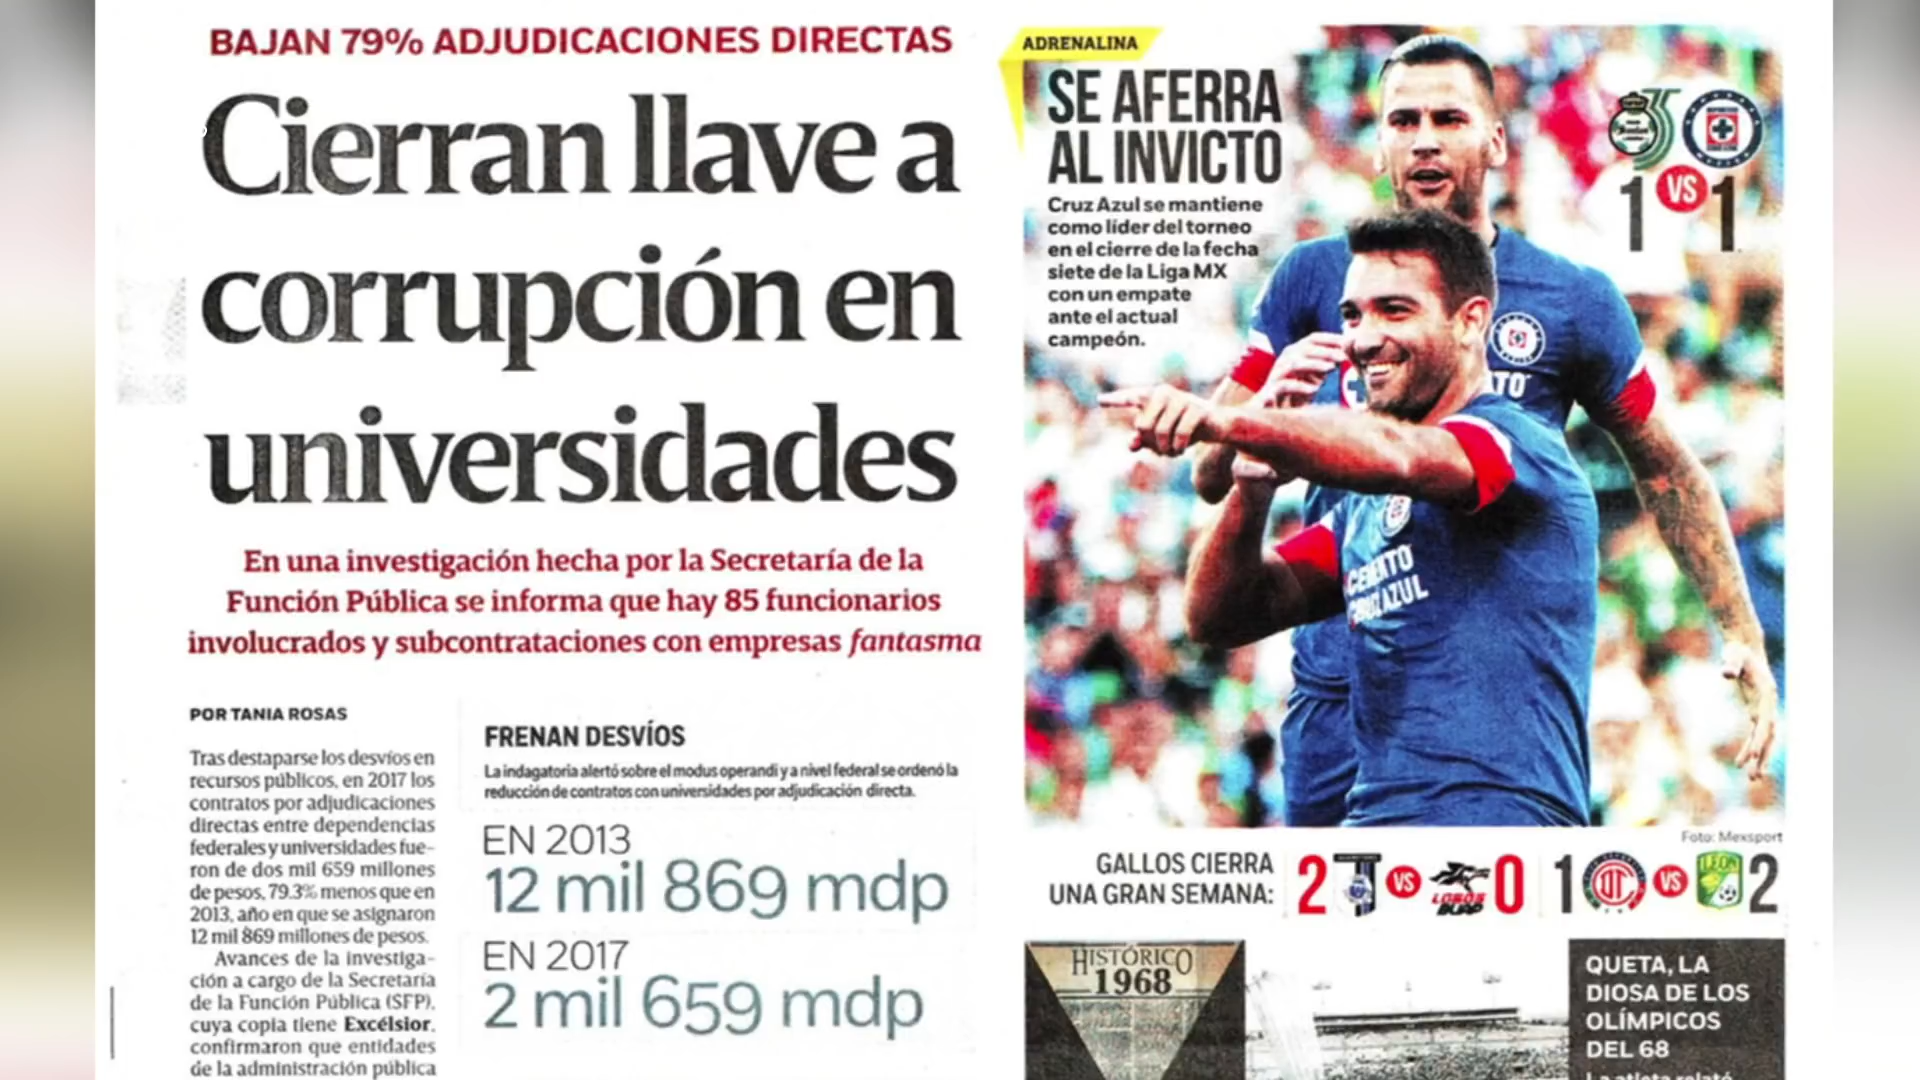 BAJAN 79% ADJUDICACIONES DIRECTAS
Cierran llave a
corrupción en
universidades
En una investigación hecha por la Secretaría de la
Función Pública se informa que hay 85 funcionarios
involucrados y subcontrataciones con empresas fantasma
POR TANIA ROSAS
Tras destaparse los desvíos en
recursos públicos, en 2017 los
contratos por adjudicaciones
directas entre dependencias
federales y universidades fue-
ron de dos mil 659 millones
de pesos, 79.3% menos que en
2013, año en que se asignaron
12 mil 869 millones de pesos.
Avances de la investiga-
ción a cargo de la Secretaría
de la Función Pública (SFP),
cuya copia tiene Excélsior,
confirmaron que entidades
de la administración pública
FRENAN DESVÍOS
La indagatoria alertó sobre el modus operandi y a nivel federal se ordenó la
reducción de contratos con universidades por adjudicación directa.
EN 2013
12 mil 869 mdp
EN 2017
2 mil 659 mdp
ADRENALINA
SE AFERRA
AL INVICTO
Cruz Azul se mantiene
como líder del torneo
en el cierre de la fecha
siete de la Liga MX
con un empate
ante el actual
campeón.
1 VS 1
CEMENTO
CRUZ AZUL
Foto: Mexsport
GALLOS CIERRA
UNA GRAN SEMANA:
2 VS LOBOS BUAP 0
1 VS LEÓN 2
HISTÓRICO
1968
QUETA, LA
DIOSA DE LOS
OLÍMPICOS
DEL 68
La atleta relató